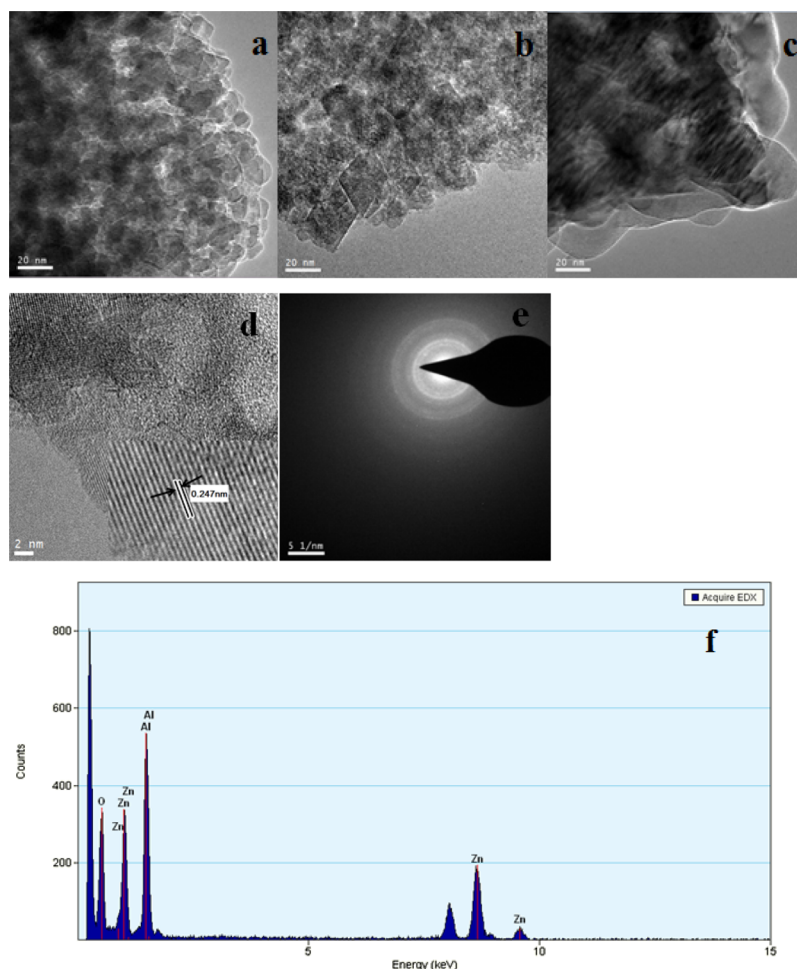 a
b
c
20 nm
20 nm
20 nm
d
e
0.247nm
2 nm
5 1/nm
Acquire EDX
f
800
600
400
200
Counts
Al
Al
Zn
O
Zn
Zn
Zn
Zn
5
10
15
Energy (keV)